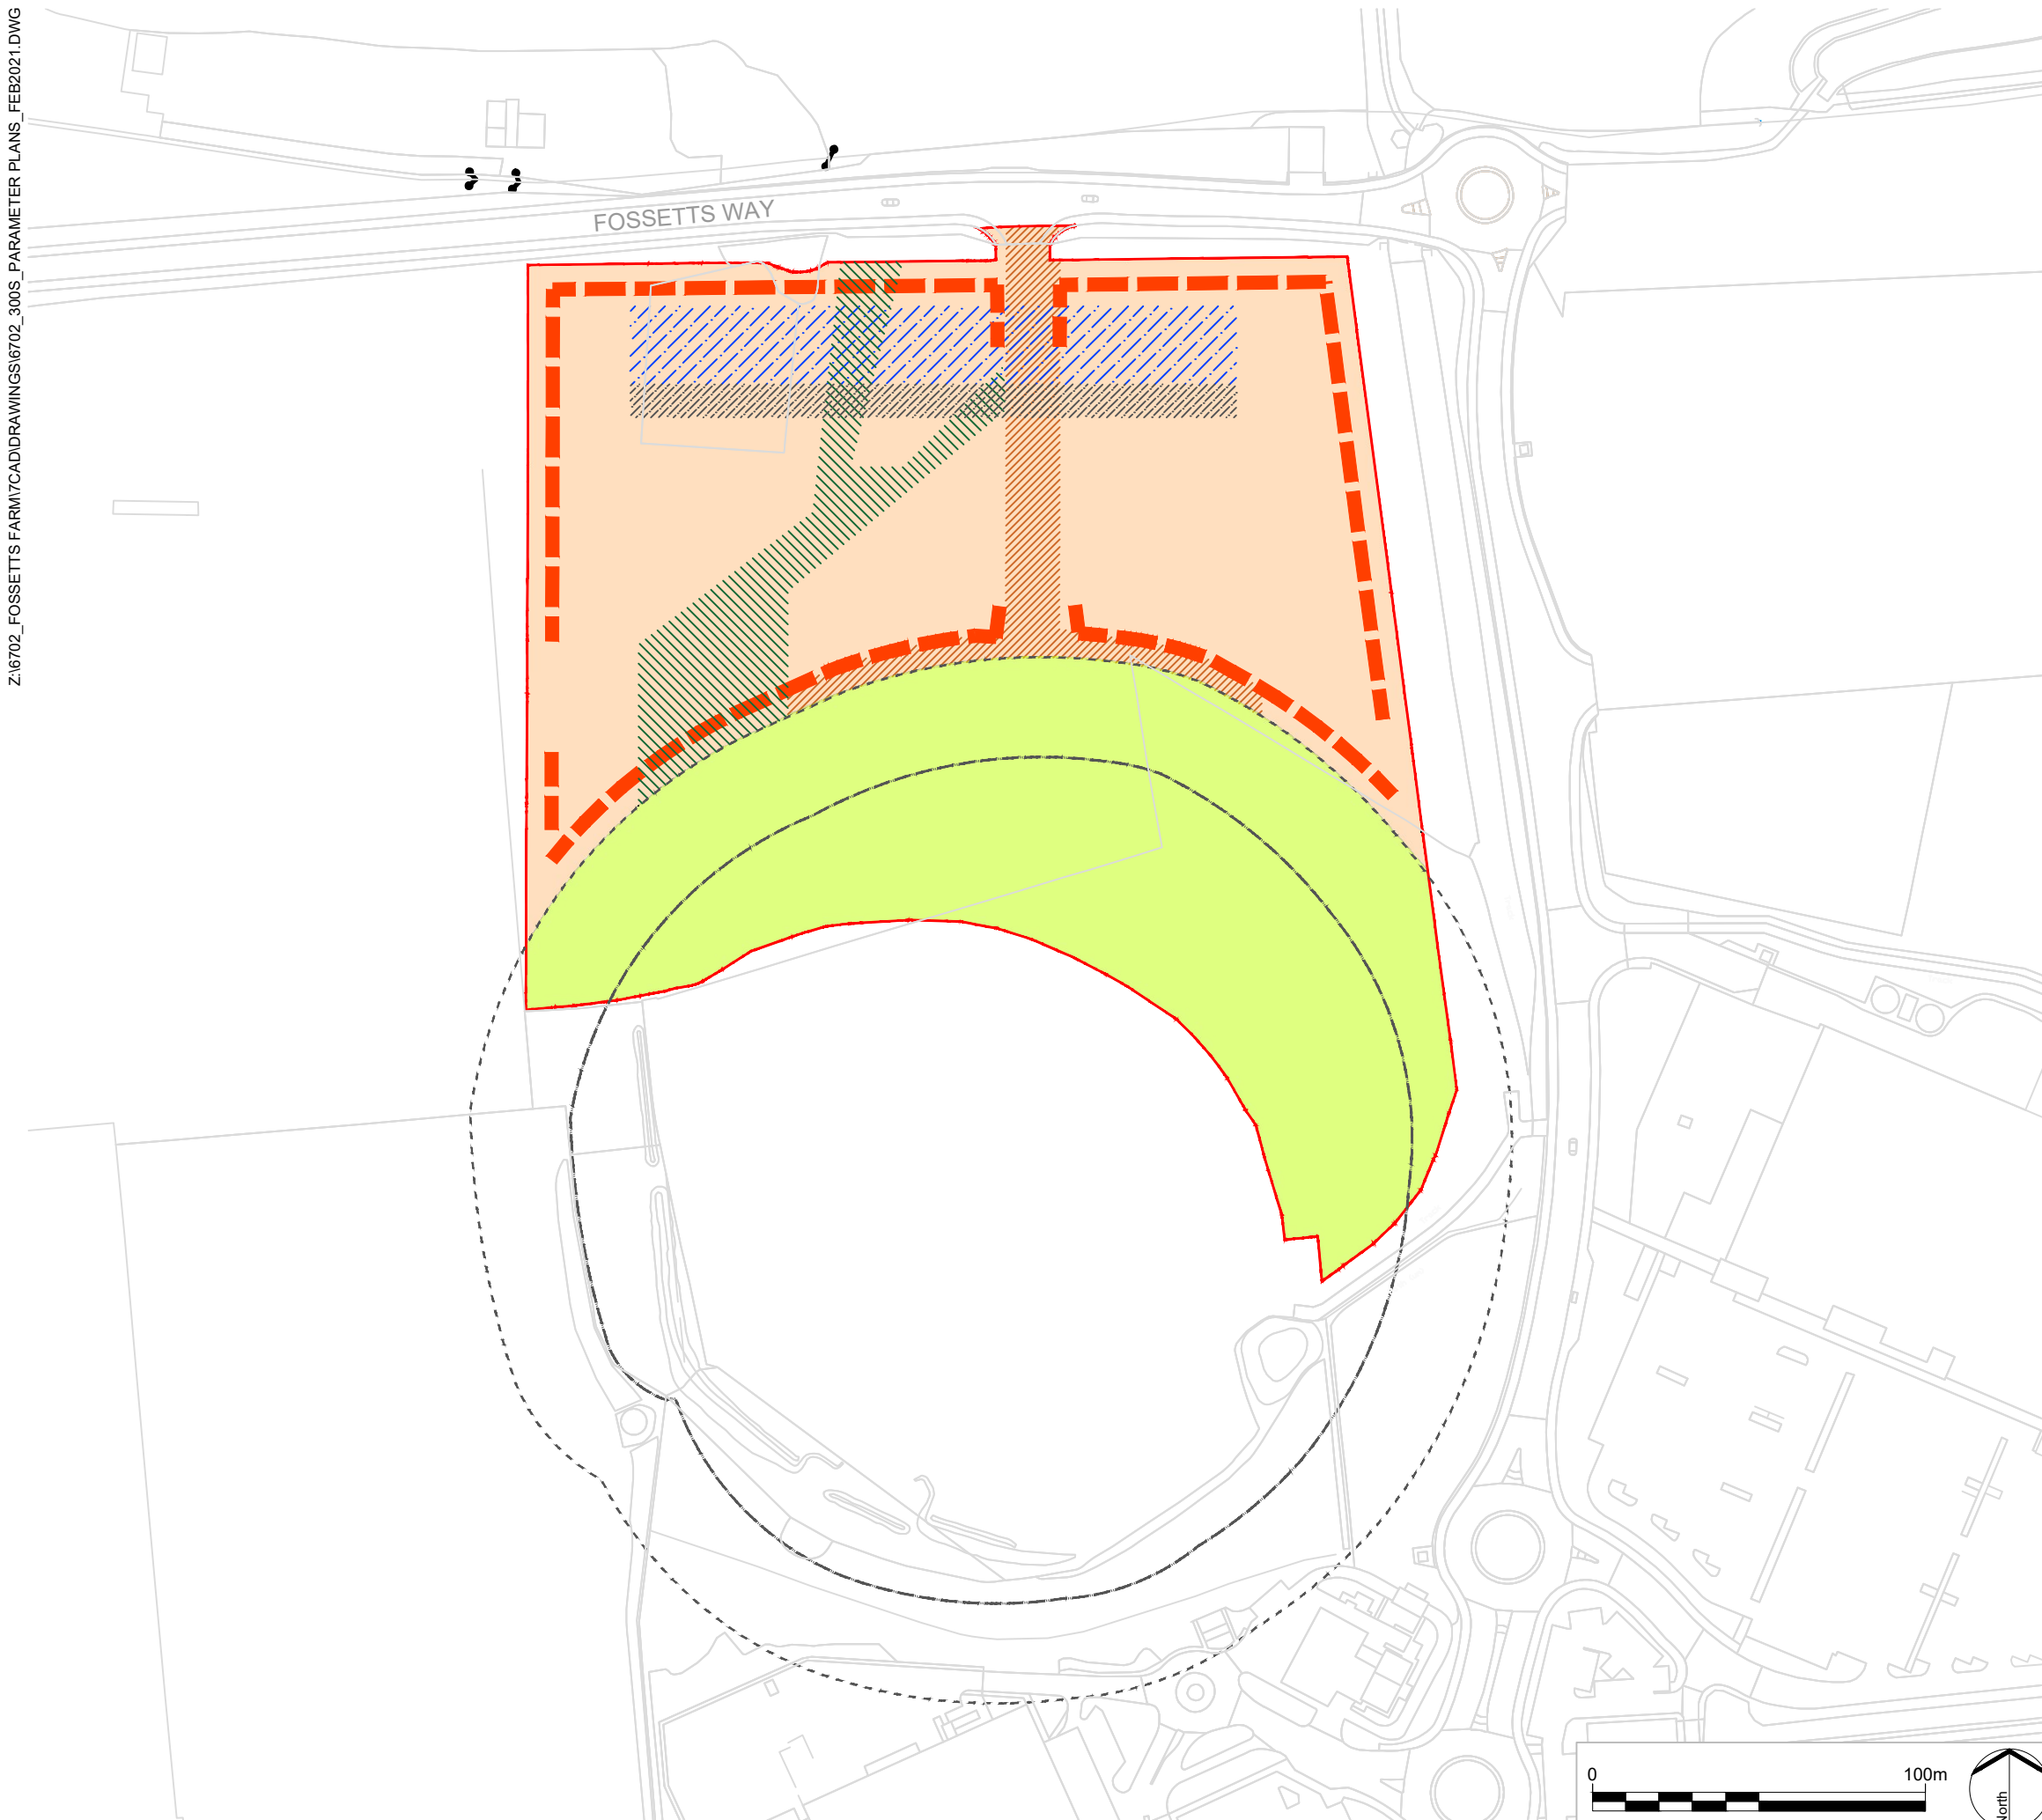 Z:\6702_FOSSETTS FARM\7CAD\DRAWINGS\6702_300S_PARAMETER PLANS_FEB2021.DWG
FOSSETTS WAY
0 100m
North